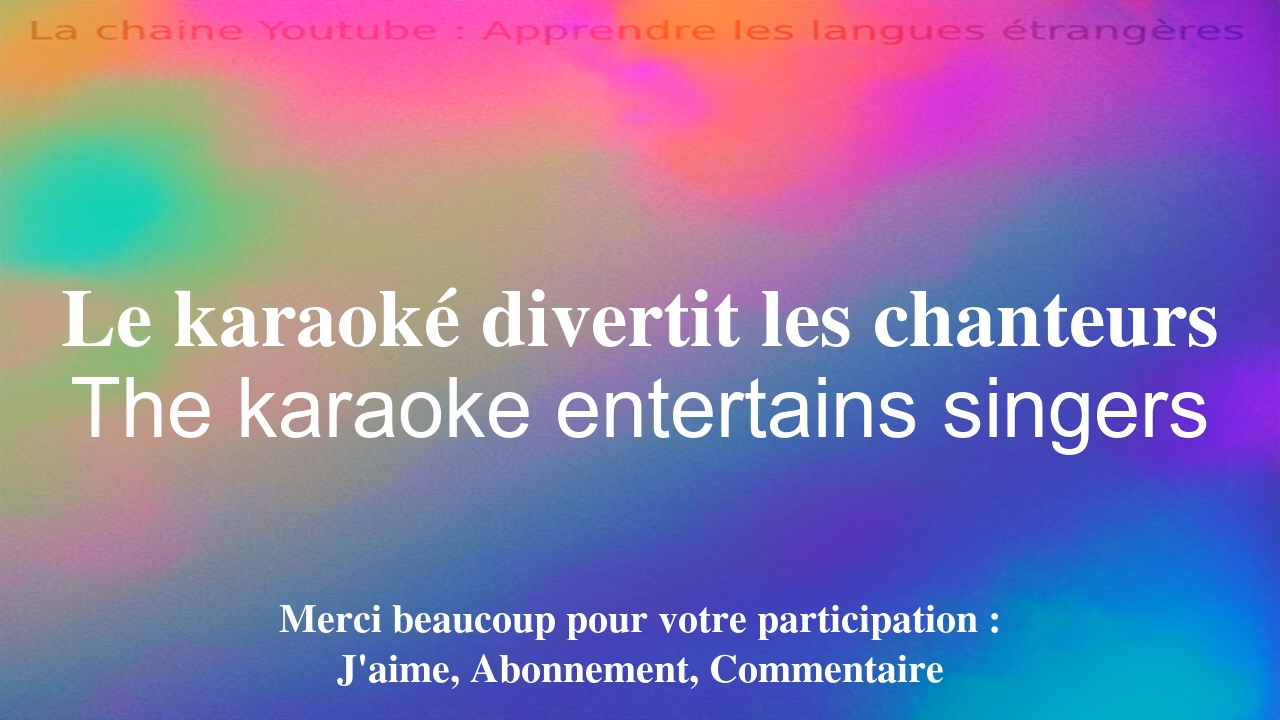 La chaine Youtube : Apprendre les langues étrangères
Le karaoké divertit les chanteurs
The karaoke entertains singers
Merci beaucoup pour votre participation :
J'aime, Abonnement, Commentaire